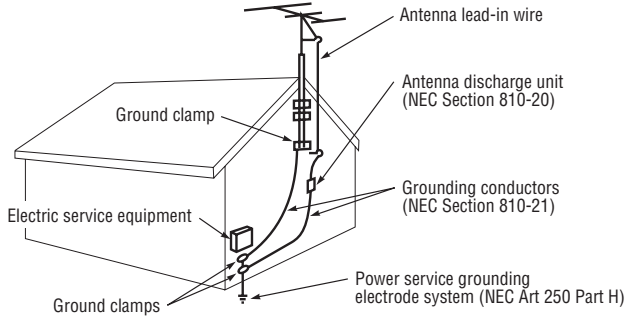 Antenna lead-in wire
Antenna discharge unit
(NEC Section 810-20)
Ground clamp
Grounding conductors
(NEC Section 810-21)
Electric service equipment
Power service grounding
electrode system (NEC Art 250 Part H)
Ground clamps